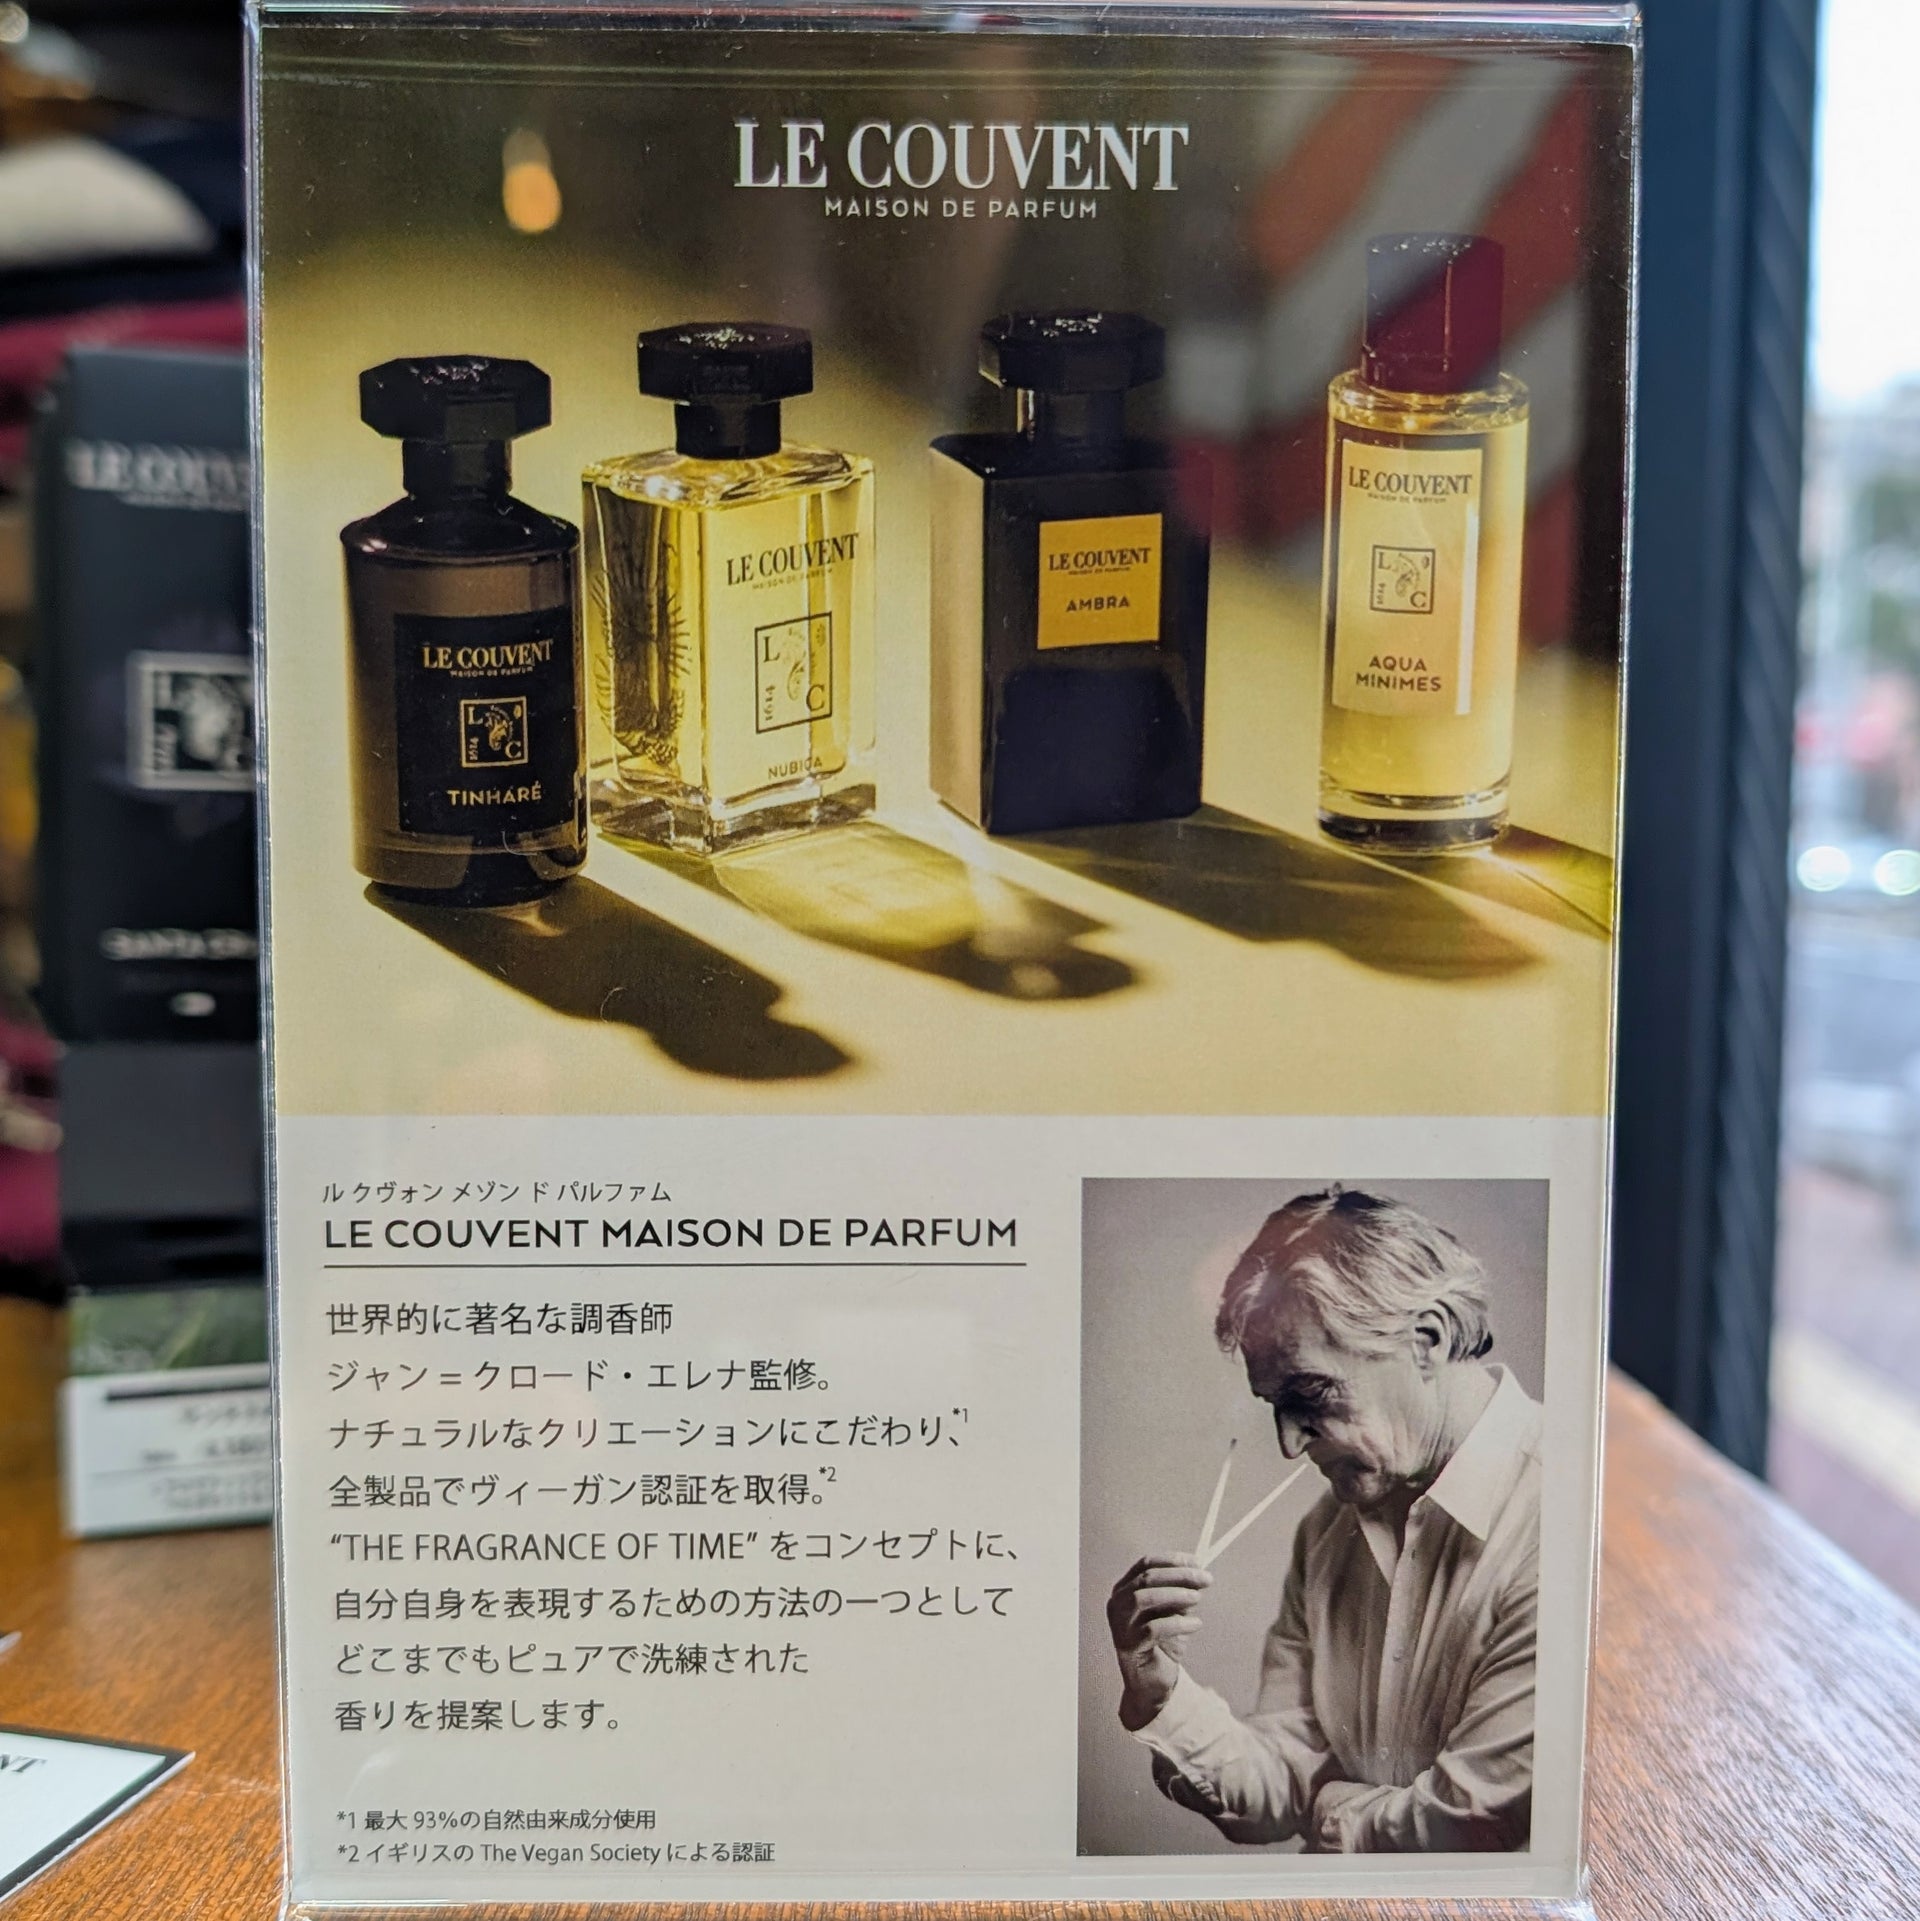 LE COUVENT
MAISON DE PARFUM
LE COUVENT
MAISON DE PARFUM
L
1614
C
TINHARÉ
LE COUVENT
MAISON DE PARFUM
L
1614
C
NUBICA
LE COUVENT
MAISON DE PARFUM
AMBRA
LE COUVENT
MAISON DE PARFUM
L
1614
C
AQUA
MINIMES
ル クヴォン メゾン ド パルファム
LE COUVENT MAISON DE PARFUM
世界的に著名な調香師
ジャン＝クロード・エレナ監修。
ナチュラルなクリエーションにこだわり、*1
全製品でヴィーガン認証を取得。*2
“THE FRAGRANCE OF TIME” をコンセプトに、
自分自身を表現するための方法の一つとして
どこまでもピュアで洗練された
香りを提案します。
*1 最大 93%の自然由来成分使用
*2 イギリスの The Vegan Society による認証